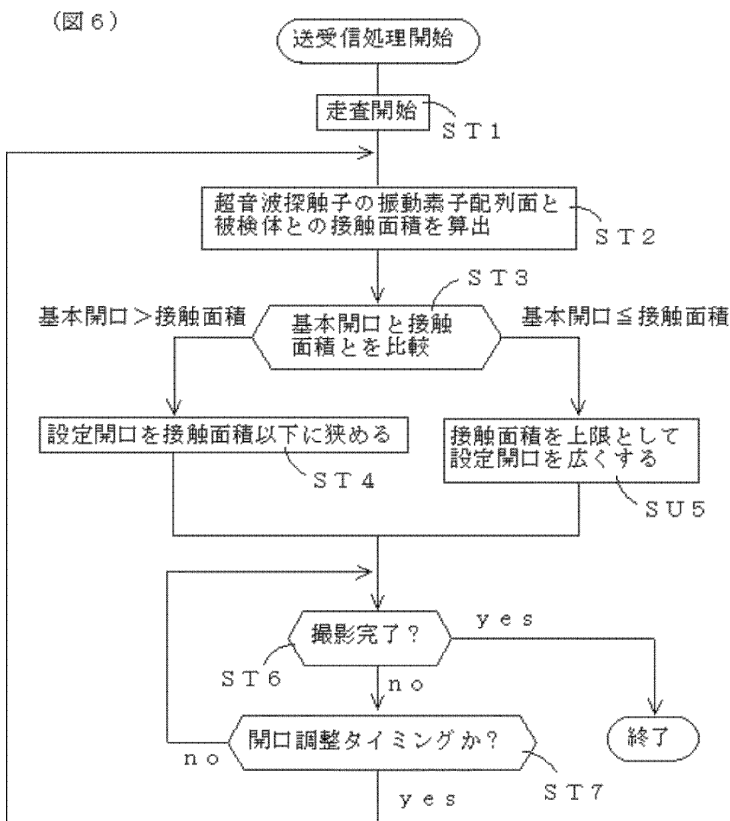 (図6)
送受信処理開始
走査開始
ST1
超音波探触子の振動素子配列面と
被検体との接触面積を算出
ST2
ST3
基本開口>接触面積
基本開口≦接触面積
基本開口と接触
面積とを比較
設定開口を接触面積以下に狭める
ST4
接触面積を上限として
設定開口を広くする
SU5
撮影完了?
yes
ST6
no
開口調整タイミングか?
終了
no
ST7
yes